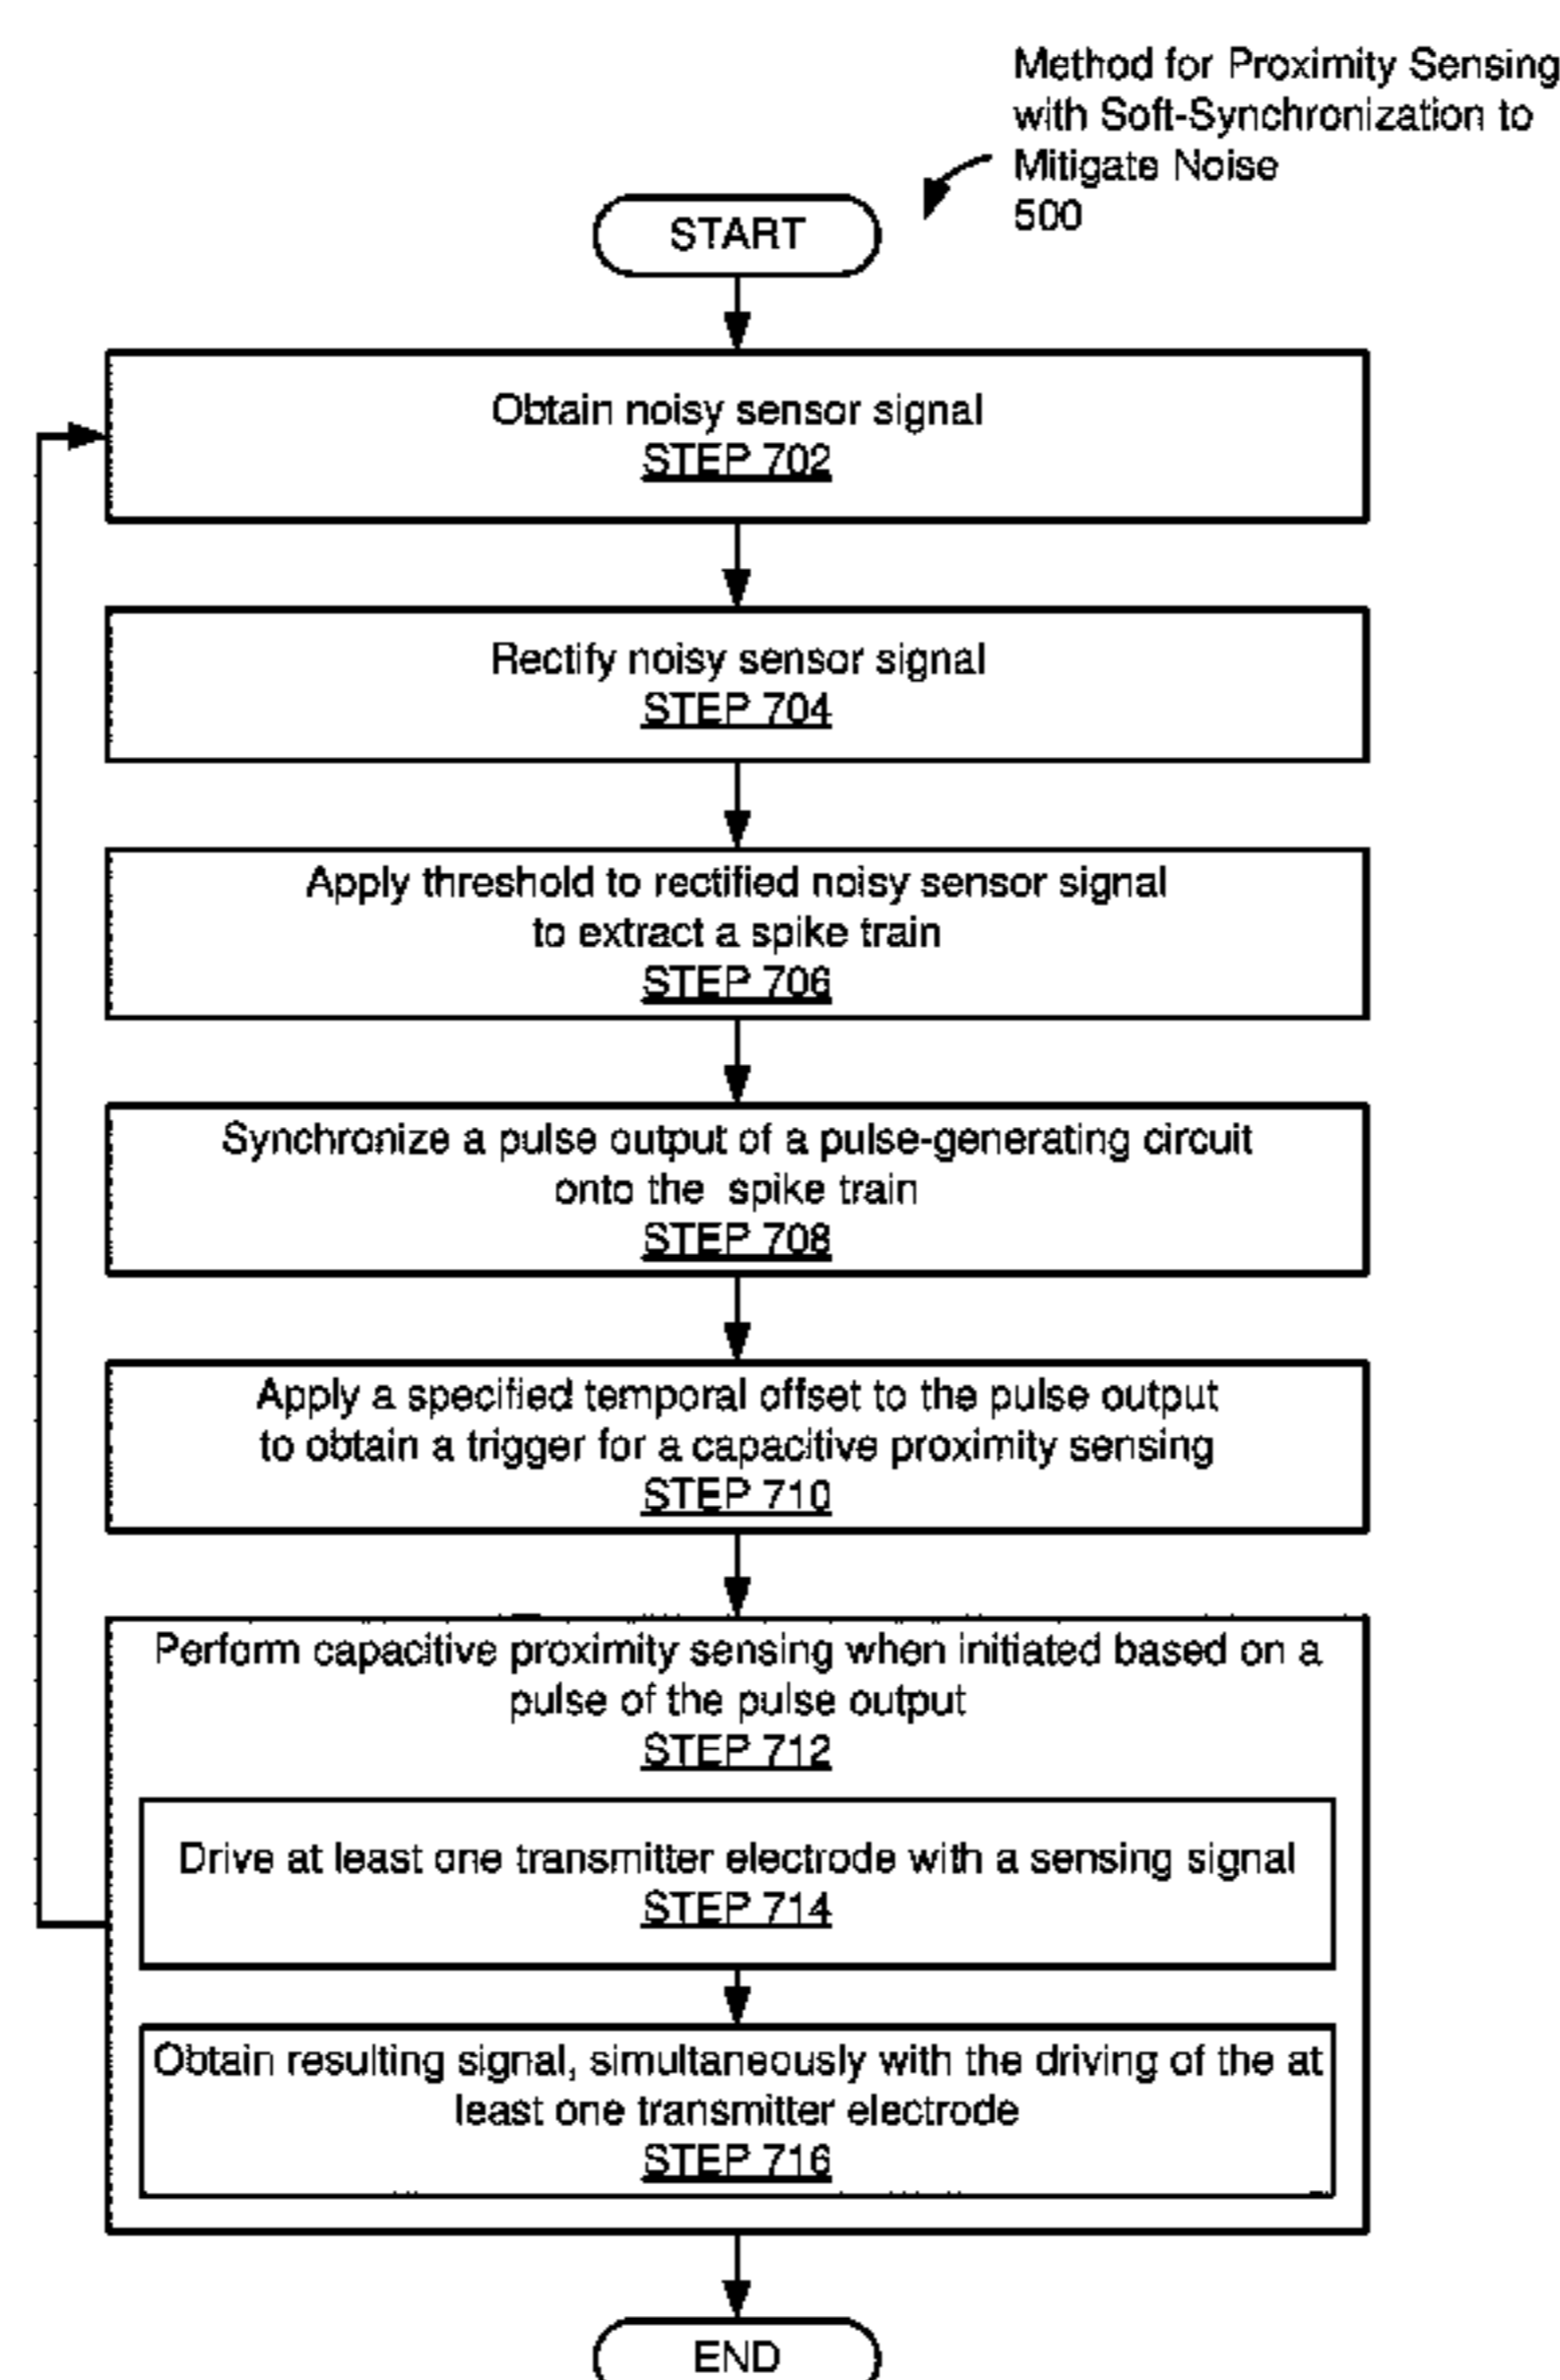 Method for Proximity Sensing
with Soft-Synchronization to
Mitigate Noise
500
START
Obtain noisy sensor signal
STEP 702
Rectify noisy sensor signal
STEP 704
Apply threshold to rectified noisy sensor signal
to extract a spike train
STEP 706
Synchronize a pulse output of a pulse-generating circuit
onto the spike train
STEP 708
Apply a specified temporal offset to the pulse output
to obtain a trigger for a capacitive proximity sensing
STEP 710
Perform capacitive proximity sensing when initiated based on a
pulse of the pulse output
STEP 712
Drive at least one transmitter electrode with a sensing signal
STEP 714
Obtain resulting signal, simultaneously with the driving of the at
least one transmitter electrode
STEP 716
END